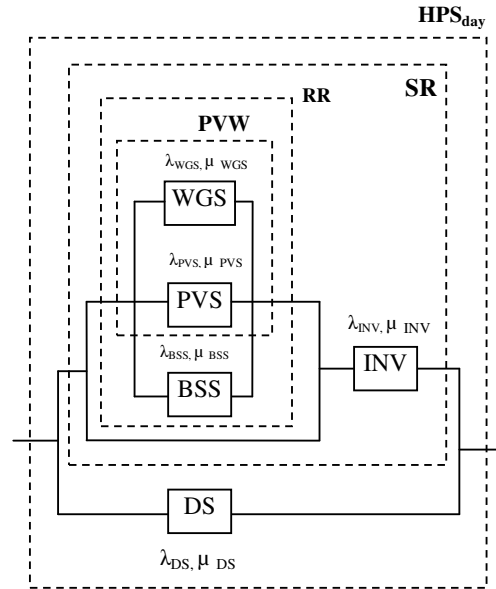 HPSday
SR
RR
PVW
λWGS, μ WGS
WGS
λPVS, μ PVS
PVS
λINV, μ INV
λBSS, μ BSS
INV
BSS
DS
λDS, μ DS